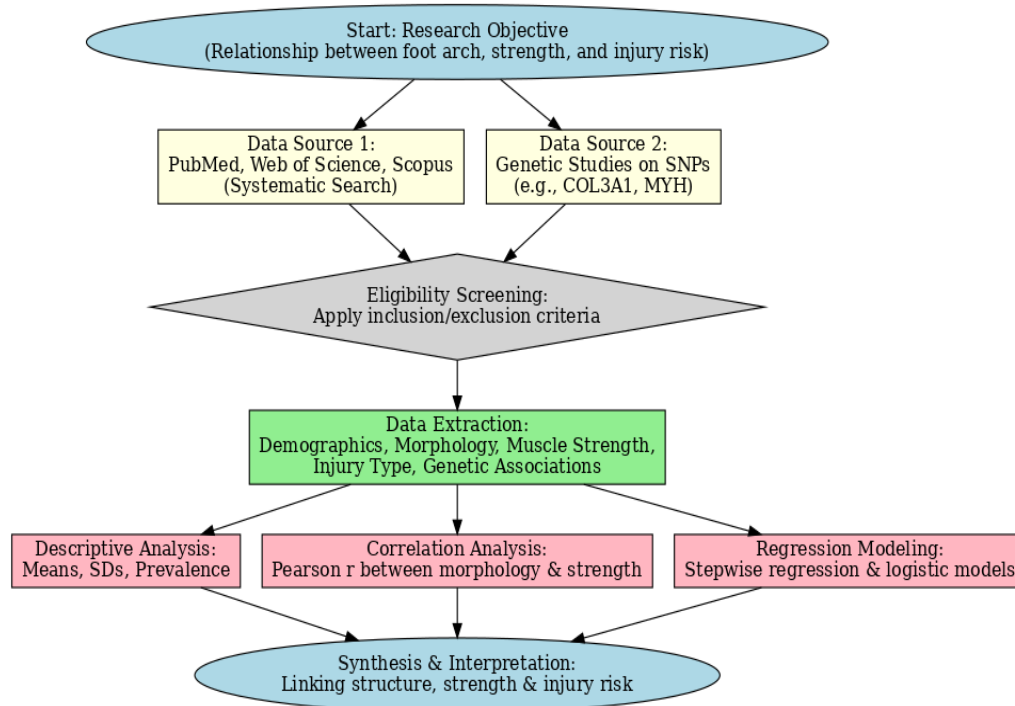 Start: Research Objective
(Relationship between foot arch, strength, and injury risk)
Data Source 1:
PubMed, Web of Science, Scopus
(Systematic Search)
Data Source 2:
Genetic Studies on SNPs
(e.g., COL3A1, MYH)
Eligibility Screening:
Apply inclusion/exclusion criteria
Data Extraction:
Demographics, Morphology, Muscle Strength,
Injury Type, Genetic Associations
Descriptive Analysis:
Means, SDs, Prevalence
Correlation Analysis:
Pearson r between morphology & strength
Regression Modeling:
Stepwise regression & logistic models
Synthesis & Interpretation:
Linking structure, strength & injury risk